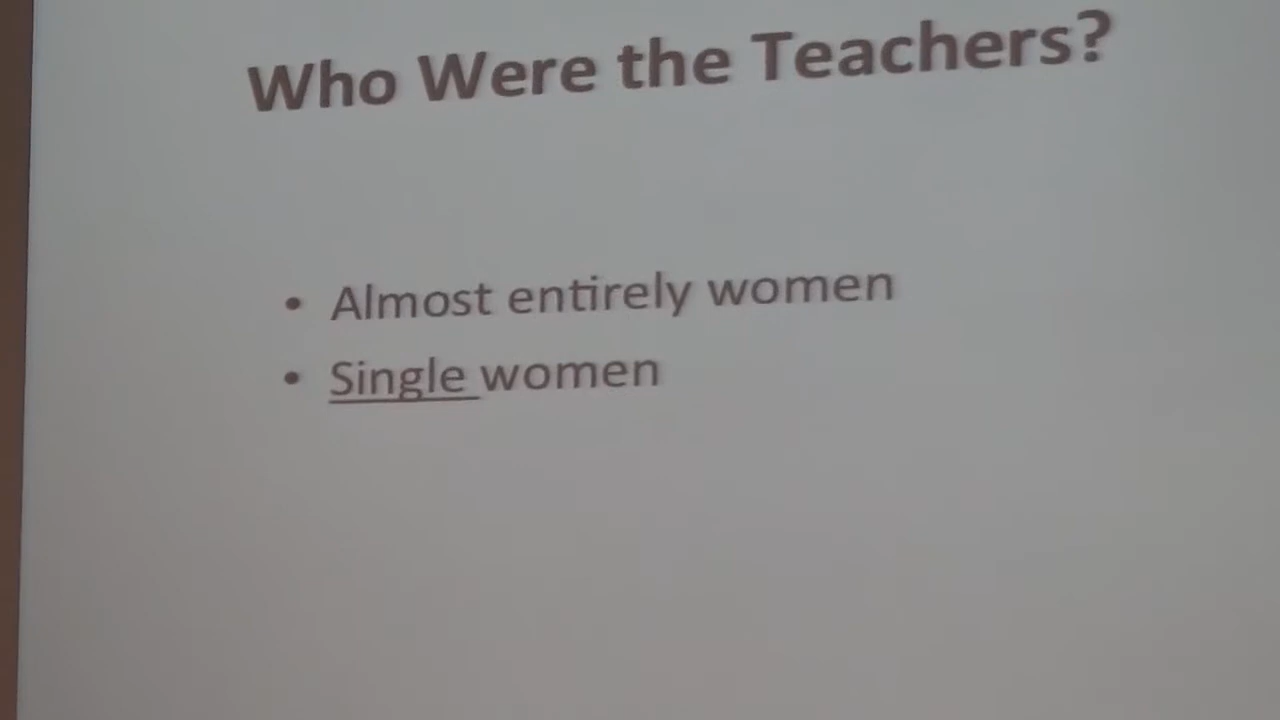 Who Were the Teachers?
• Almost entirely women
• Single women